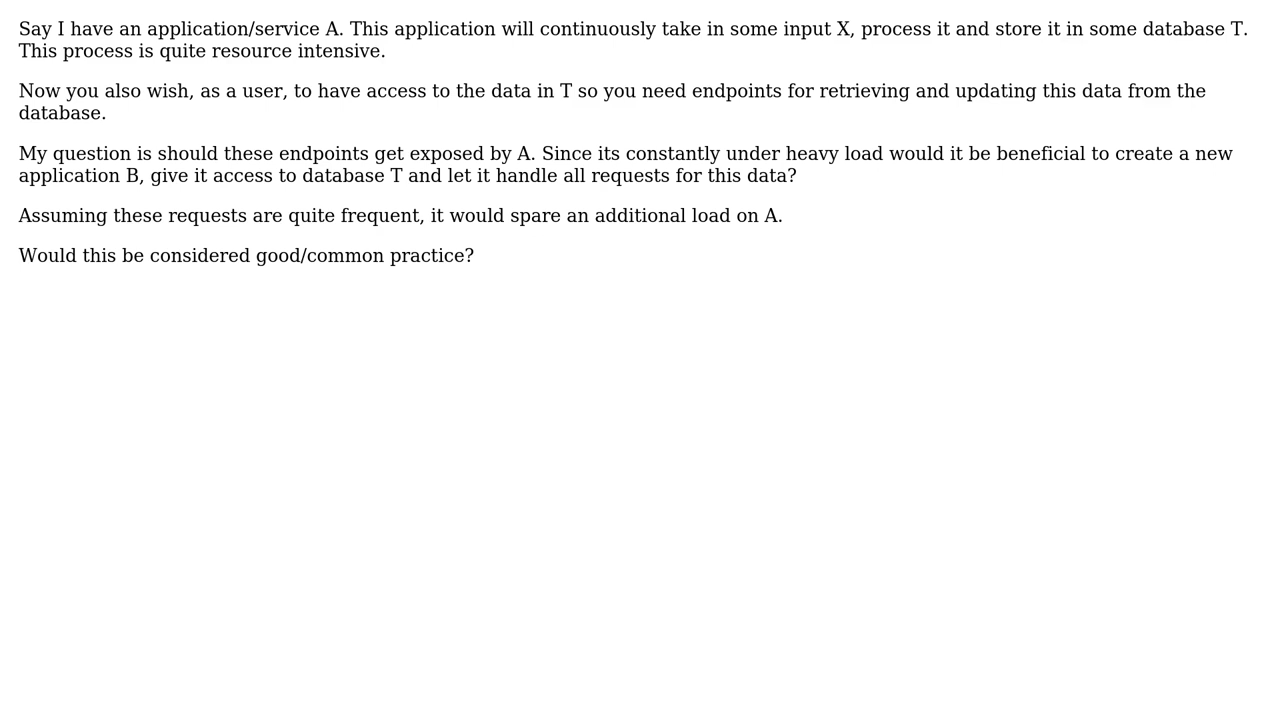 Say I have an application/service A. This application will continuously take in some input X, process it and store it in some database T.
This process is quite resource intensive.
Now you also wish, as a user, to have access to the data in T so you need endpoints for retrieving and updating this data from the
database.
My question is should these endpoints get exposed by A. Since its constantly under heavy load would it be beneficial to create a new
application B, give it access to database T and let it handle all requests for this data?
Assuming these requests are quite frequent, it would spare an additional load on A.
Would this be considered good/common practice?